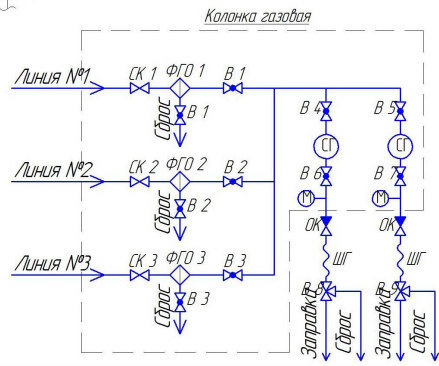 Колонка газовая
Линия №1
СК 1
ФГО 1
В 1
В 1
Сброс
В 4
В 5
СГ
СГ
Линия №2
СК 2
ФГО 2
В 2
В 2
Сброс
В 6
В 7
М
М
ОК
ОК
Линия №3
СК 3
ФГО 3
В 3
В 3
Сброс
ШГ
ШГ
В 8
В 9
Заправка
Сброс
Заправка
Сброс